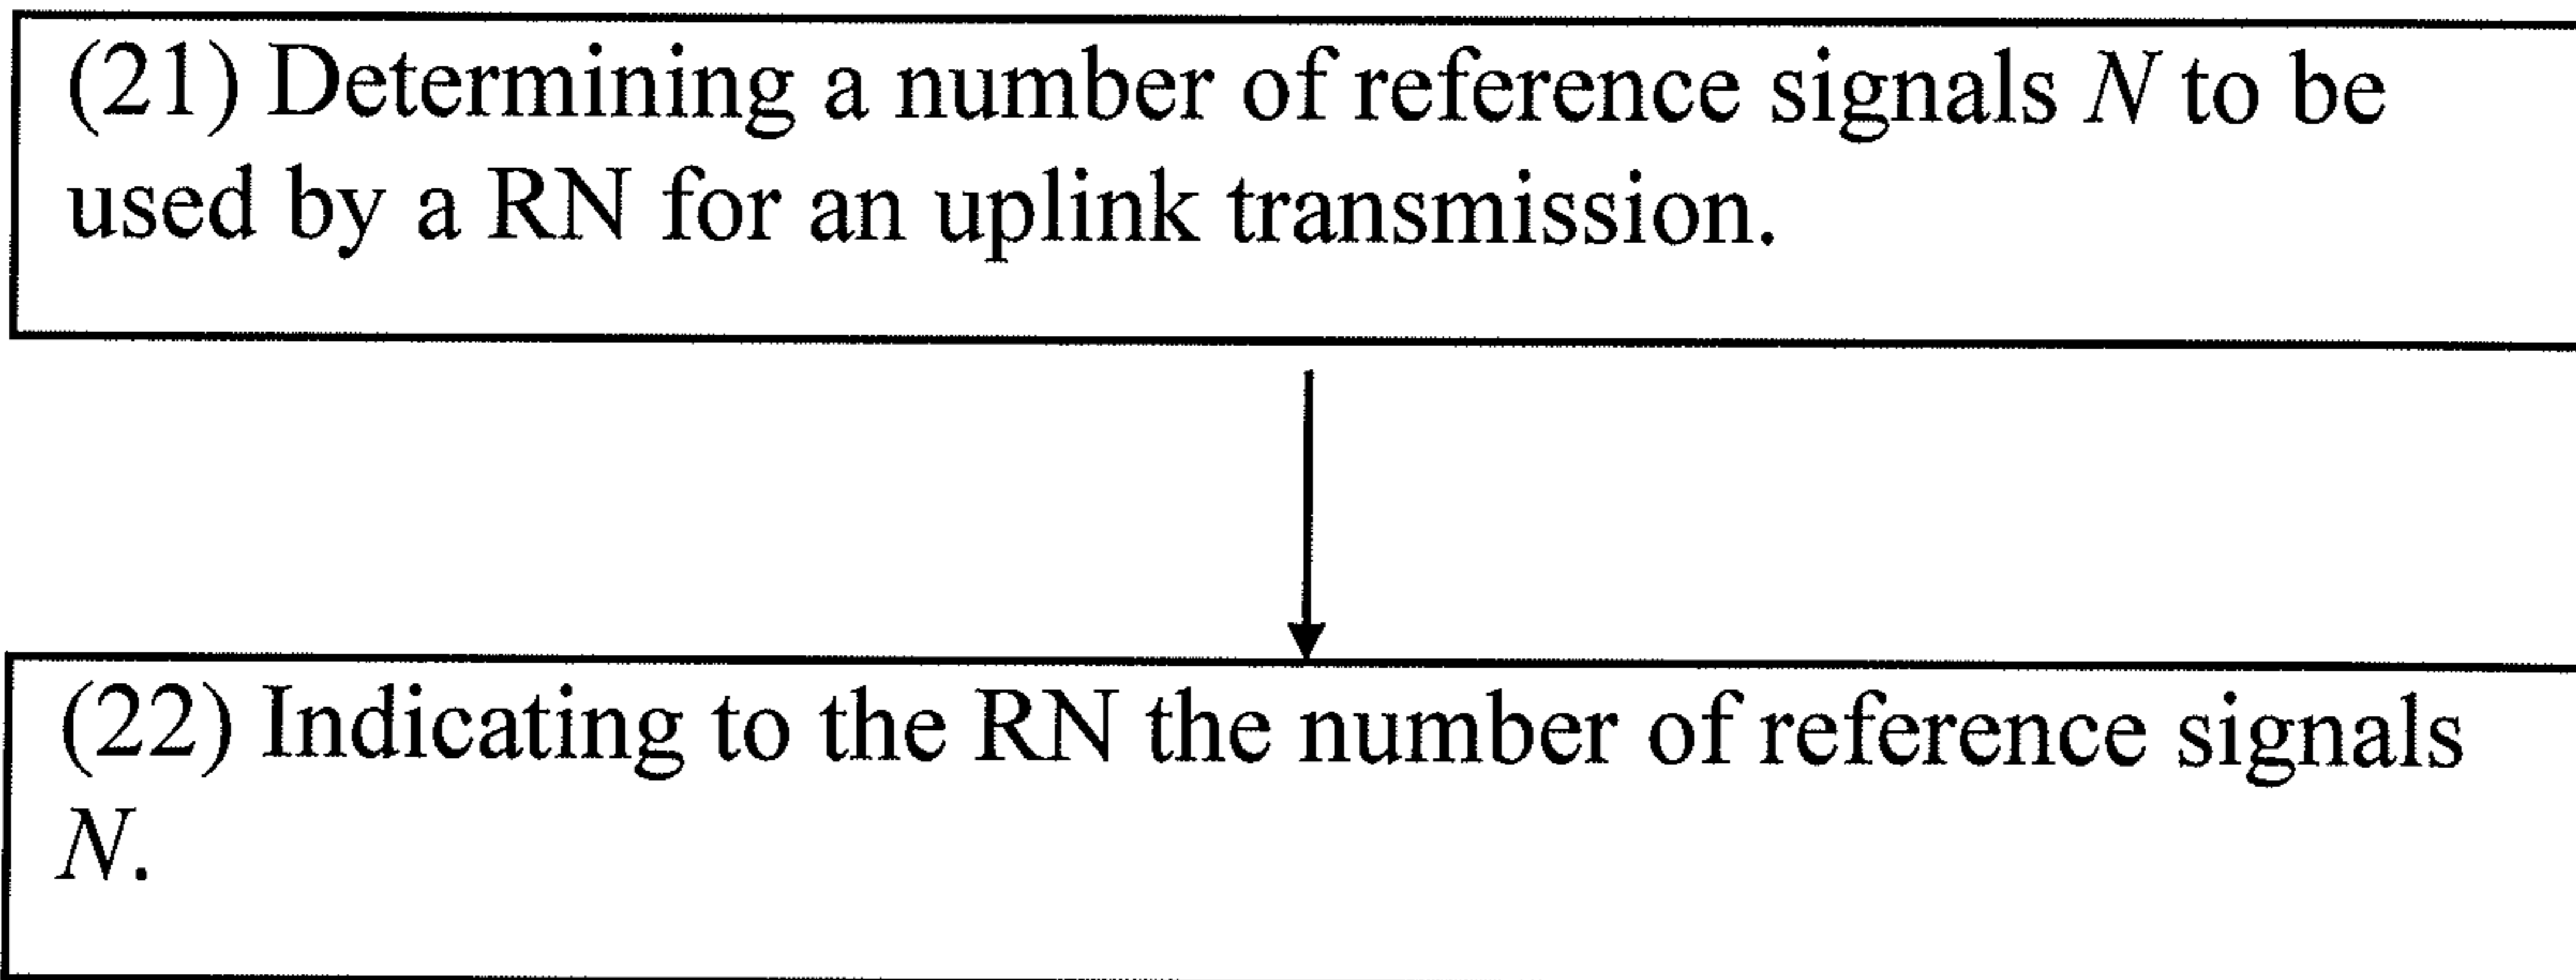 (21) Determining a number of reference signals N to be
used by a RN for an uplink transmission.
(22) Indicating to the RN the number of reference signals
N.